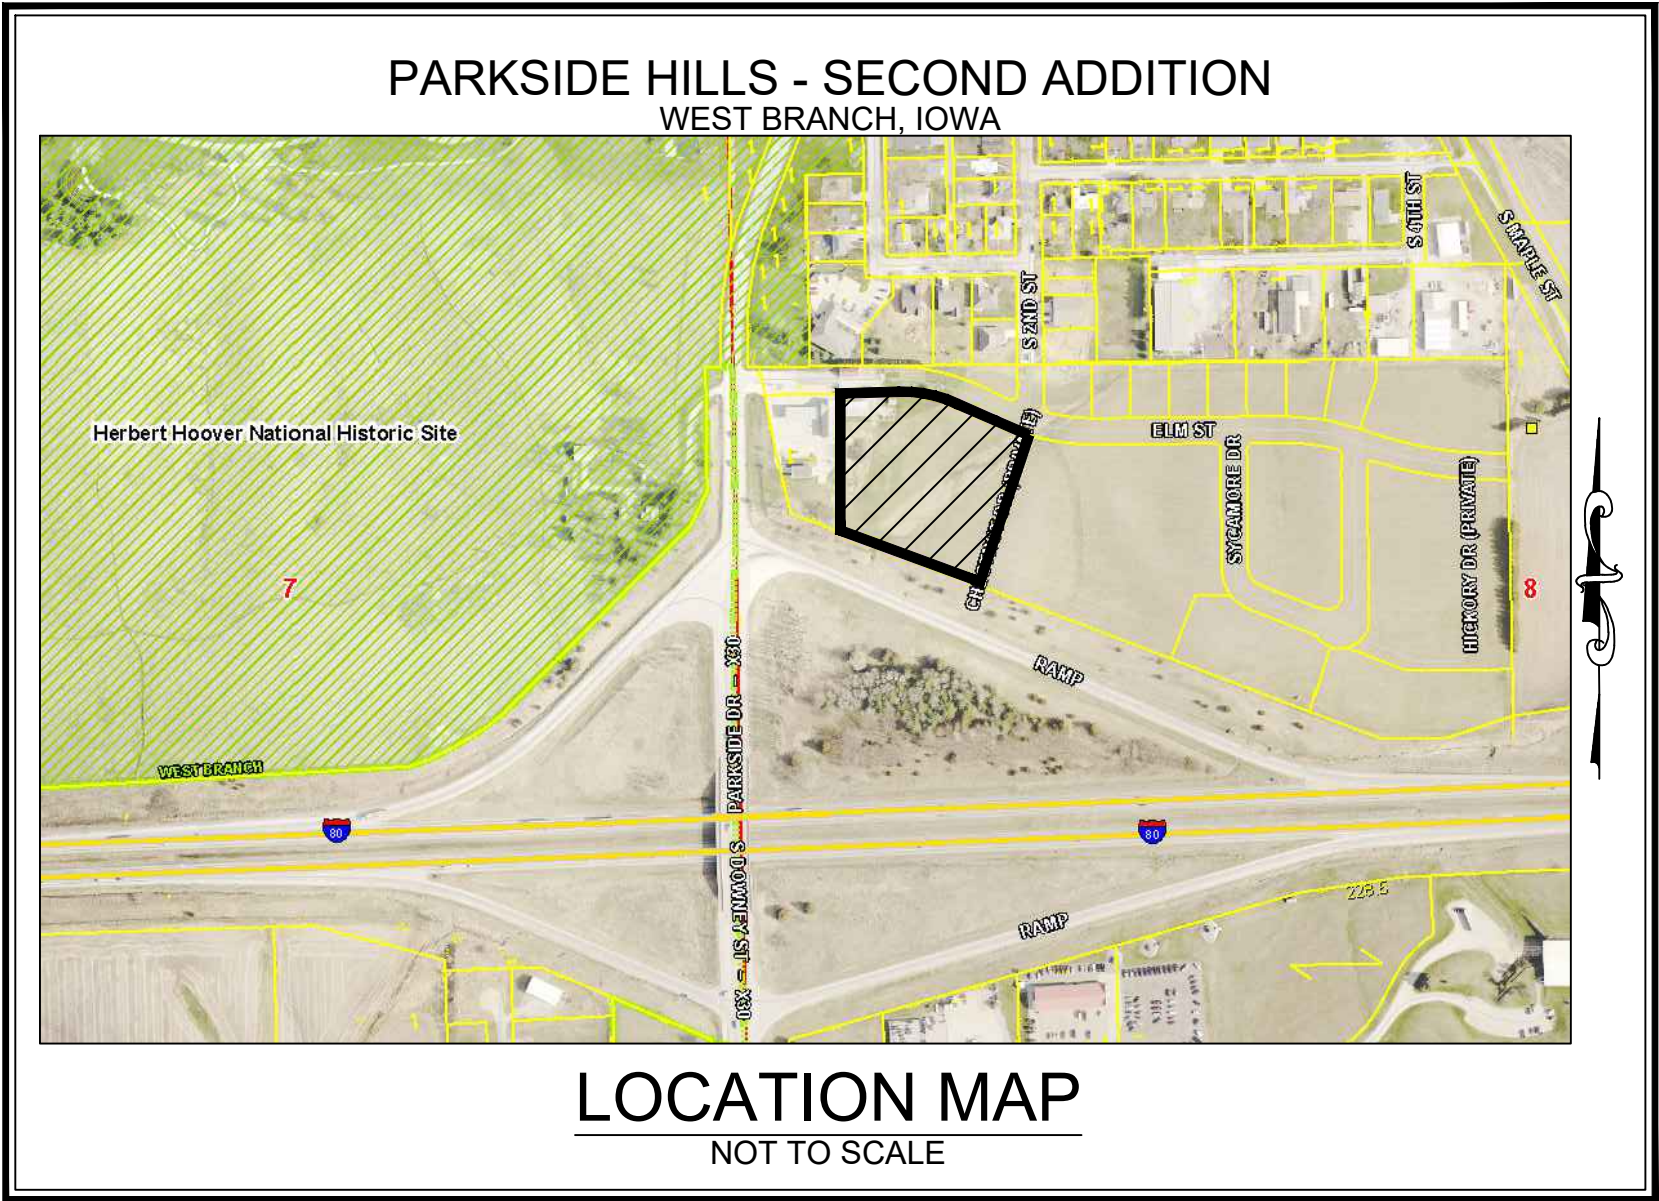 PARKSIDE HILLS - SECOND ADDITION
WEST BRANCH, IOWA
S 4TH ST
S MAPLE ST
S 2ND ST
Herbert Hoover National Historic Site
ELM ST
SYCAMORE DR
HICKORY DR (PRIVATE)
7
8
RAMP
PARKSIDE DR - X30
WEST BRANCH
80
80
S DOWNEY ST - X30
228.6
RAMP
LOCATION MAP
NOT TO SCALE